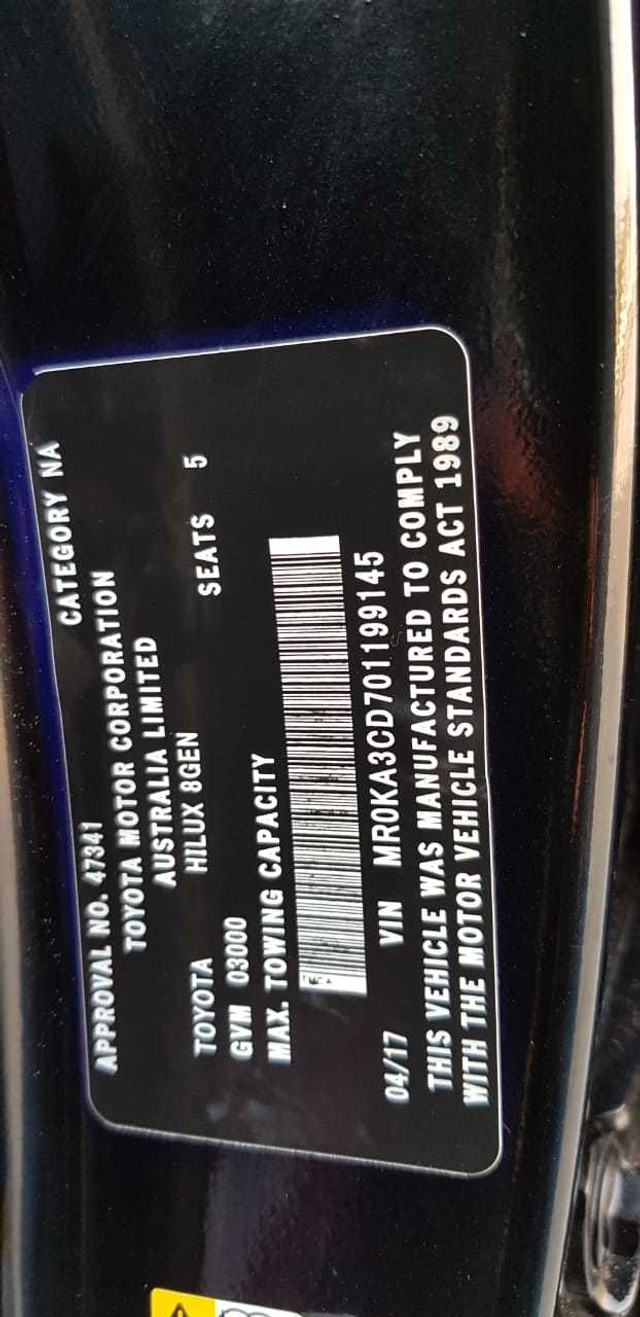 APPROVAL NO. 47341 CATEGORY NA
TOYOTA MOTOR CORPORATION
AUSTRALIA LIMITED
TOYOTA HILUX 8GEN SEATS 5
GVM 03000
MAX. TOWING CAPACITY
04/17 VIN MR0KA3CD701199145
THIS VEHICLE WAS MANUFACTURED TO COMPLY
WITH THE MOTOR VEHICLE STANDARDS ACT 1989